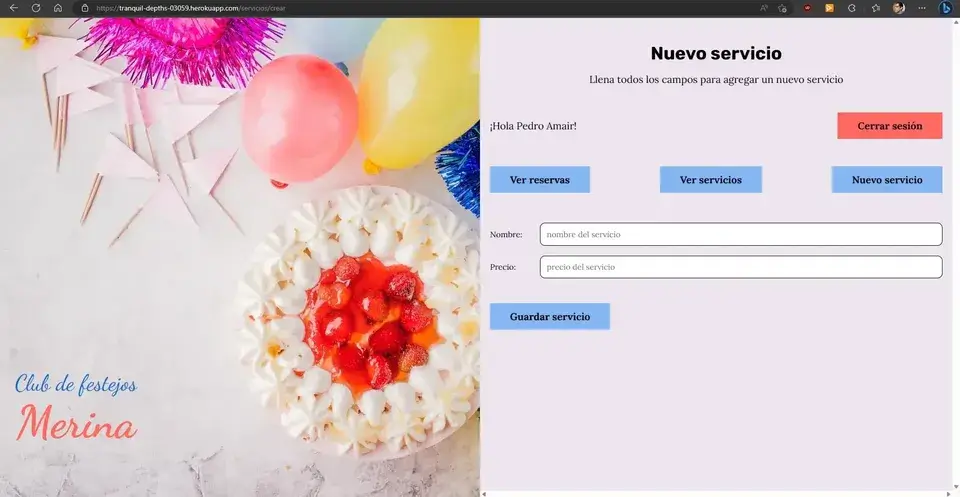 https://tranquil-depths-03059.herokuapp.com/servicios/crear
Club de festejos
Merina
Nuevo servicio
Llena todos los campos para agregar un nuevo servicio
¡Hola Pedro Amair!
Cerrar sesión
Ver reservas
Ver servicios
Nuevo servicio
Nombre:
nombre del servicio
Precio:
precio del servicio
Guardar servicio